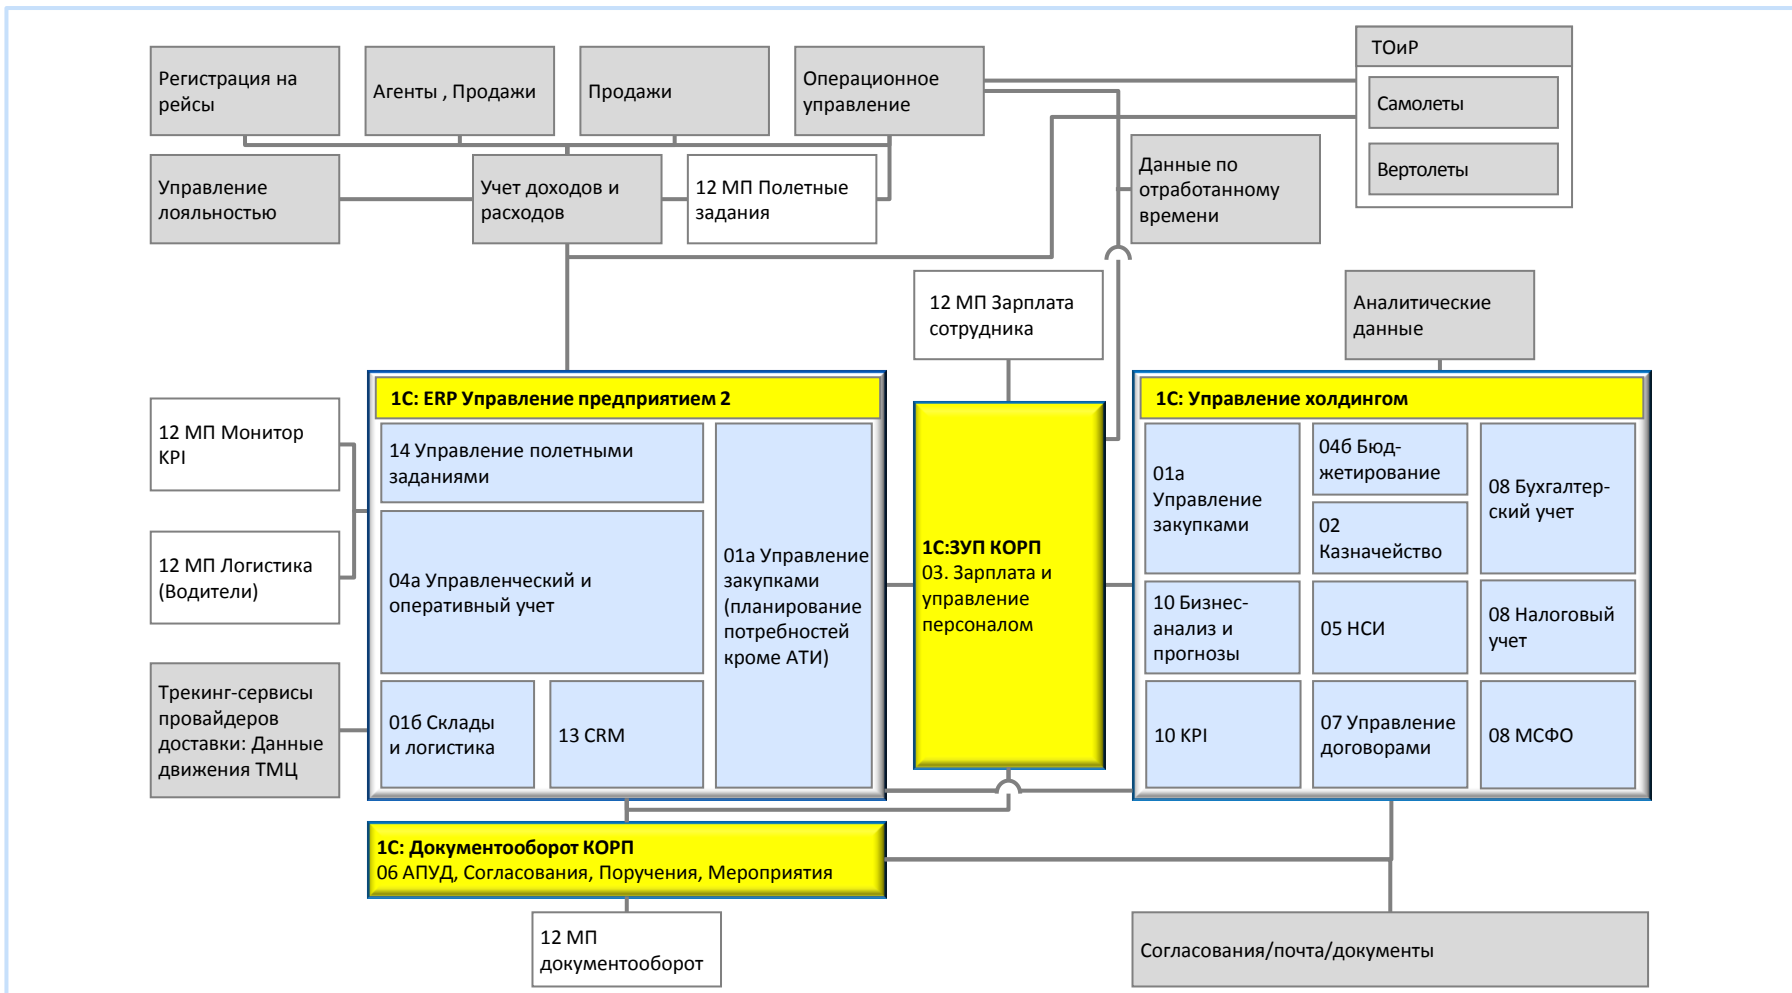 Регистрация на
рейсы
Агенты , Продажи
Продажи
Операционное
управление
ТОиР
Самолеты
Вертолеты
Управление
лояльностью
Учет доходов и
расходов
12 МП Полетные
задания
Данные по
отработанному
времени
12 МП Зарплата
сотрудника
Аналитические
данные
1С: ERP Управление предприятием 2
14 Управление полетными
заданиями
04а Управленческий и
оперативный учет
01а Управление
закупками
(планирование
потребностей
кроме АТИ)
01б Склады
и логистика
13 CRM
12 МП Монитор
KPI
12 МП Логистика
(Водители)
Трекинг-сервисы
провайдеров
доставки: Данные
движения ТМЦ
1С:ЗУП КОРП
03. Зарплата и
управление
персоналом
1С: Управление холдингом
01а
Управление
закупками
04б Бюд-
жетирование
02
Казначейство
08 Бухгалтер-
ский учет
10 Бизнес-
анализ и
прогнозы
05 НСИ
08 Налоговый
учет
10 KPI
07 Управление
договорами
08 МСФО
1С: Документооборот КОРП
06 АПУД, Согласования, Поручения, Мероприятия
12 МП
документооборот
Согласования/почта/документы